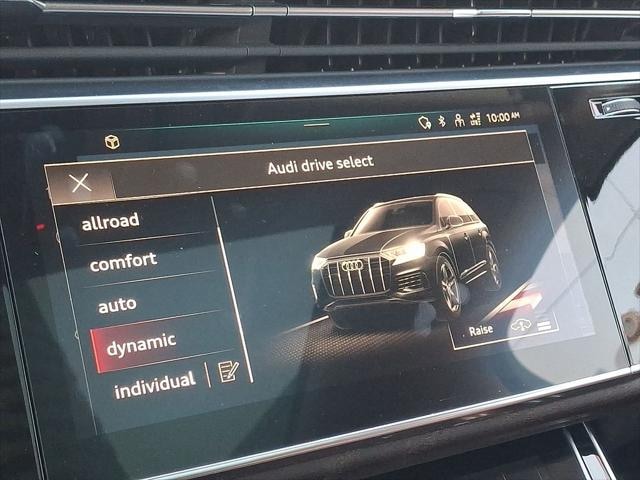 10:00 AM
Audi drive select
allroad
comfort
auto
dynamic
individual
Raise